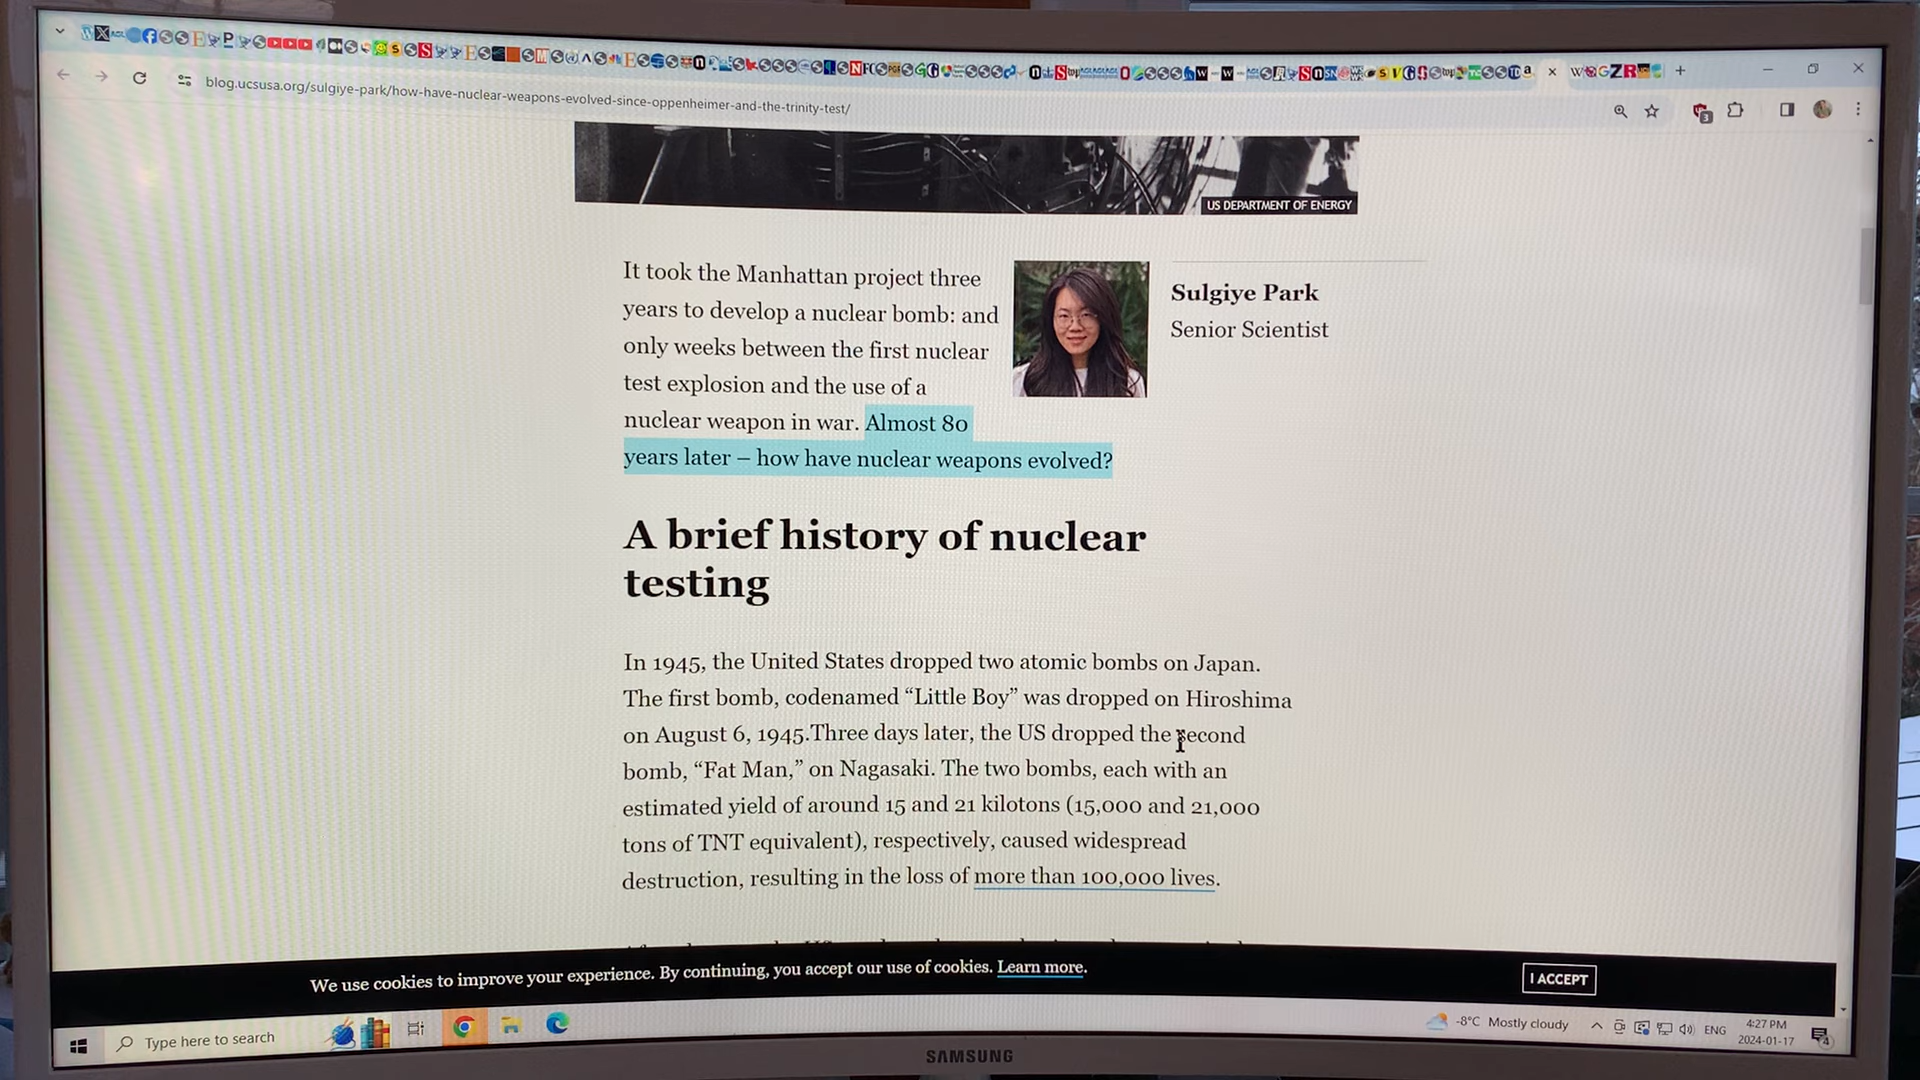 blog.ucsusa.org/sulgiye-park/how-have-nuclear-weapons-evolved-since-oppenheimer-and-the-trinity-test/
3
US DEPARTMENT OF ENERGY
It took the Manhattan project three
years to develop a nuclear bomb: and
only weeks between the first nuclear
test explosion and the use of a
nuclear weapon in war. Almost 80
years later – how have nuclear weapons evolved?
Sulgiye Park
Senior Scientist
A brief history of nuclear
testing
In 1945, the United States dropped two atomic bombs on Japan.
The first bomb, codenamed “Little Boy” was dropped on Hiroshima
on August 6, 1945.Three days later, the US dropped the second
bomb, “Fat Man,” on Nagasaki. The two bombs, each with an
estimated yield of around 15 and 21 kilotons (15,000 and 21,000
tons of TNT equivalent), respectively, caused widespread
destruction, resulting in the loss of more than 100,000 lives.
We use cookies to improve your experience. By continuing, you accept our use of cookies. Learn more.
I ACCEPT
Type here to search
-8°C Mostly cloudy
ENG
4:27 PM
2024-01-17
4
SAMSUNG